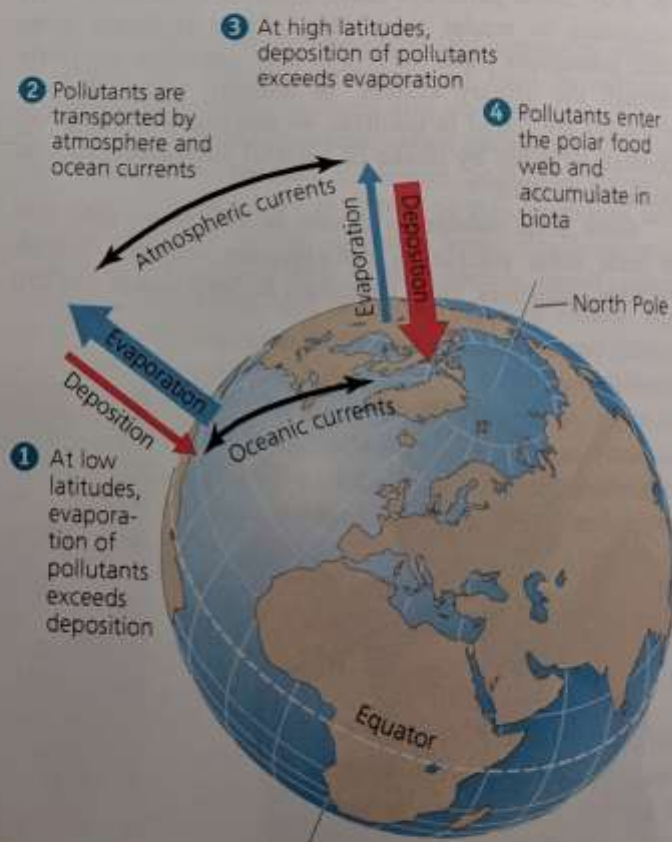 3 At high latitudes,
deposition of pollutants
exceeds evaporation
2 Pollutants are
transported by
atmosphere and
ocean currents
4 Pollutants enter
the polar food
web and
accumulate in
biota
Atmospheric currents
Evaporation
Deposition
North Pole
Evaporation
Deposition
Oceanic currents
1 At low
latitudes,
evapora-
tion of
pollutants
exceeds
deposition
Equator